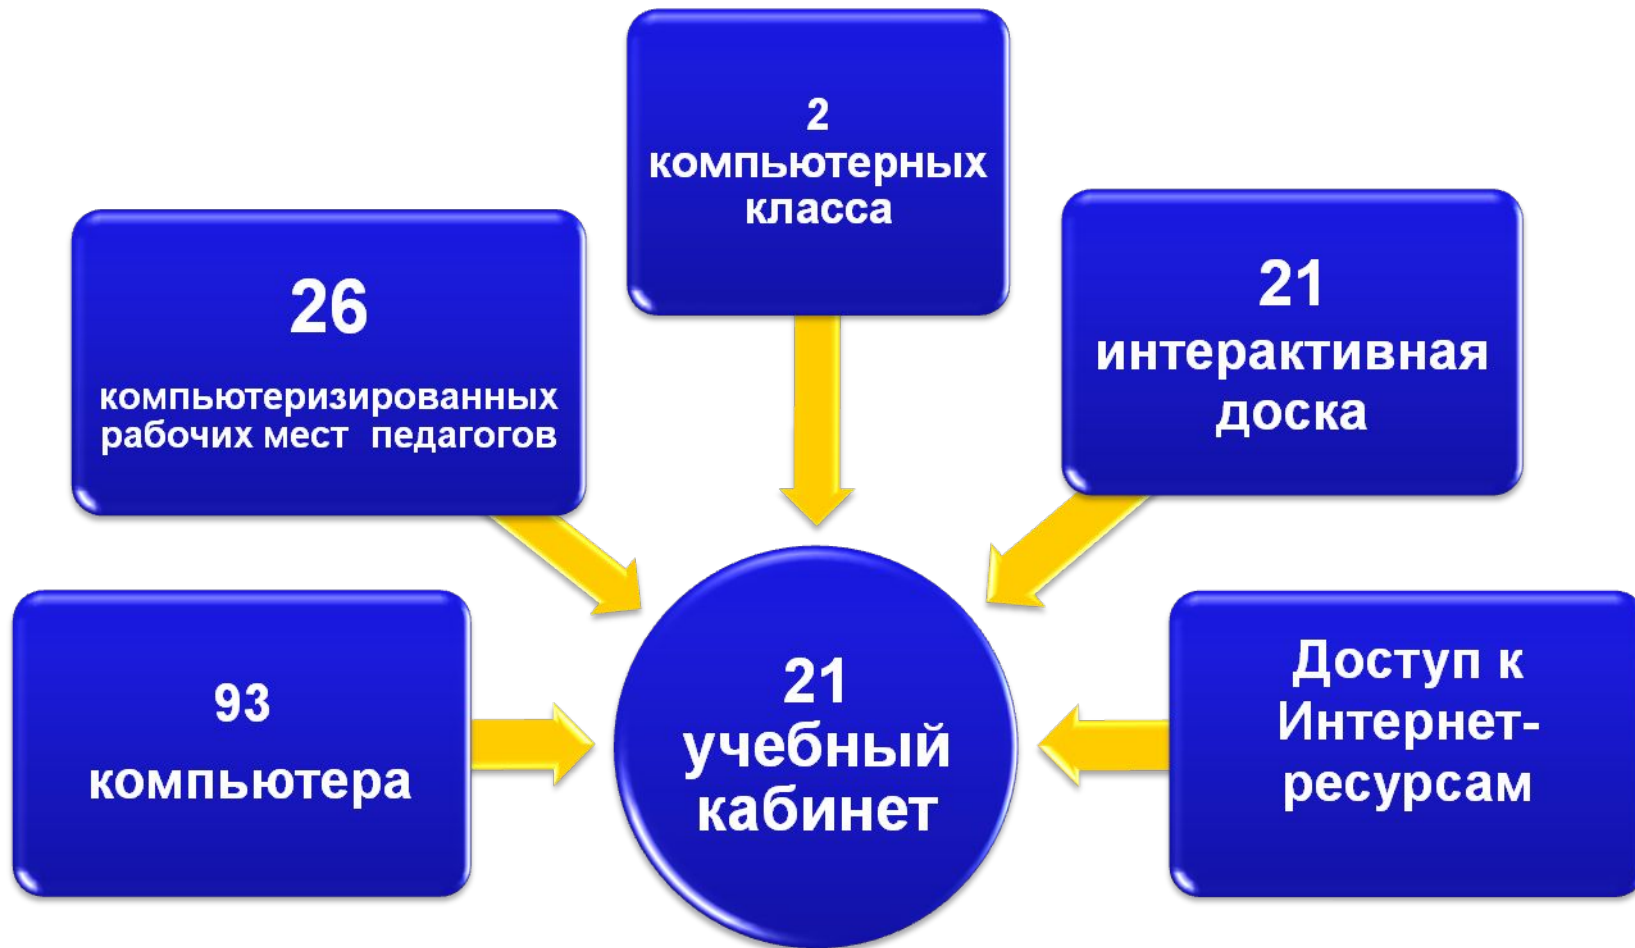 2
компьютерных
класса
26
компьютеризированных
рабочих мест педагогов
21
интерактивная
доска
93
компьютера
21
учебный
кабинет
Доступ к
Интернет-
ресурсам